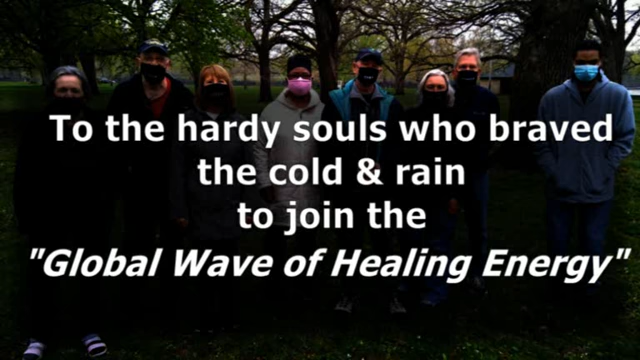 To the hardy souls who braved
the cold & rain
to join the
"Global Wave of Healing Energy"